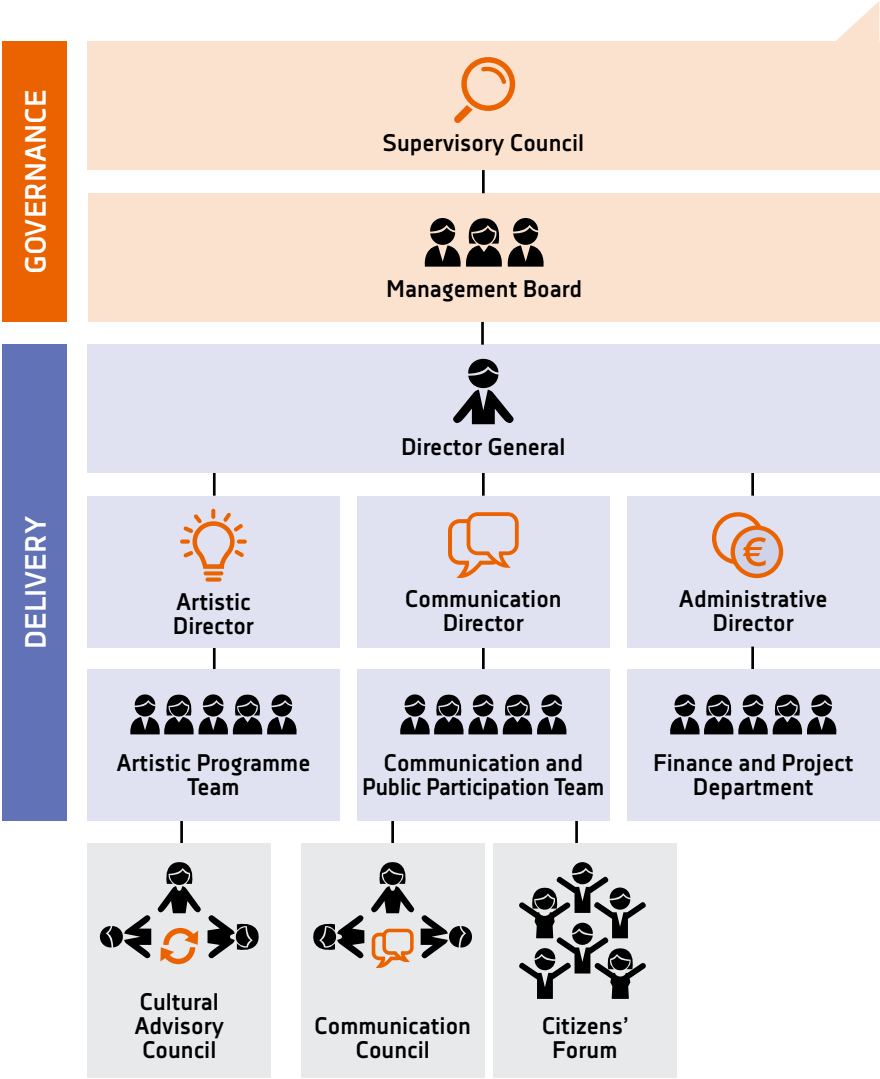 GOVERNANCE
Supervisory Council
Management Board
DELIVERY
Director General
Artistic
Director
Communication
Director
€
Administrative
Director
Artistic Programme
Team
Communication and
Public Participation Team
Finance and Project
Department
Cultural
Advisory
Council
Communication
Council
Citizens’
Forum